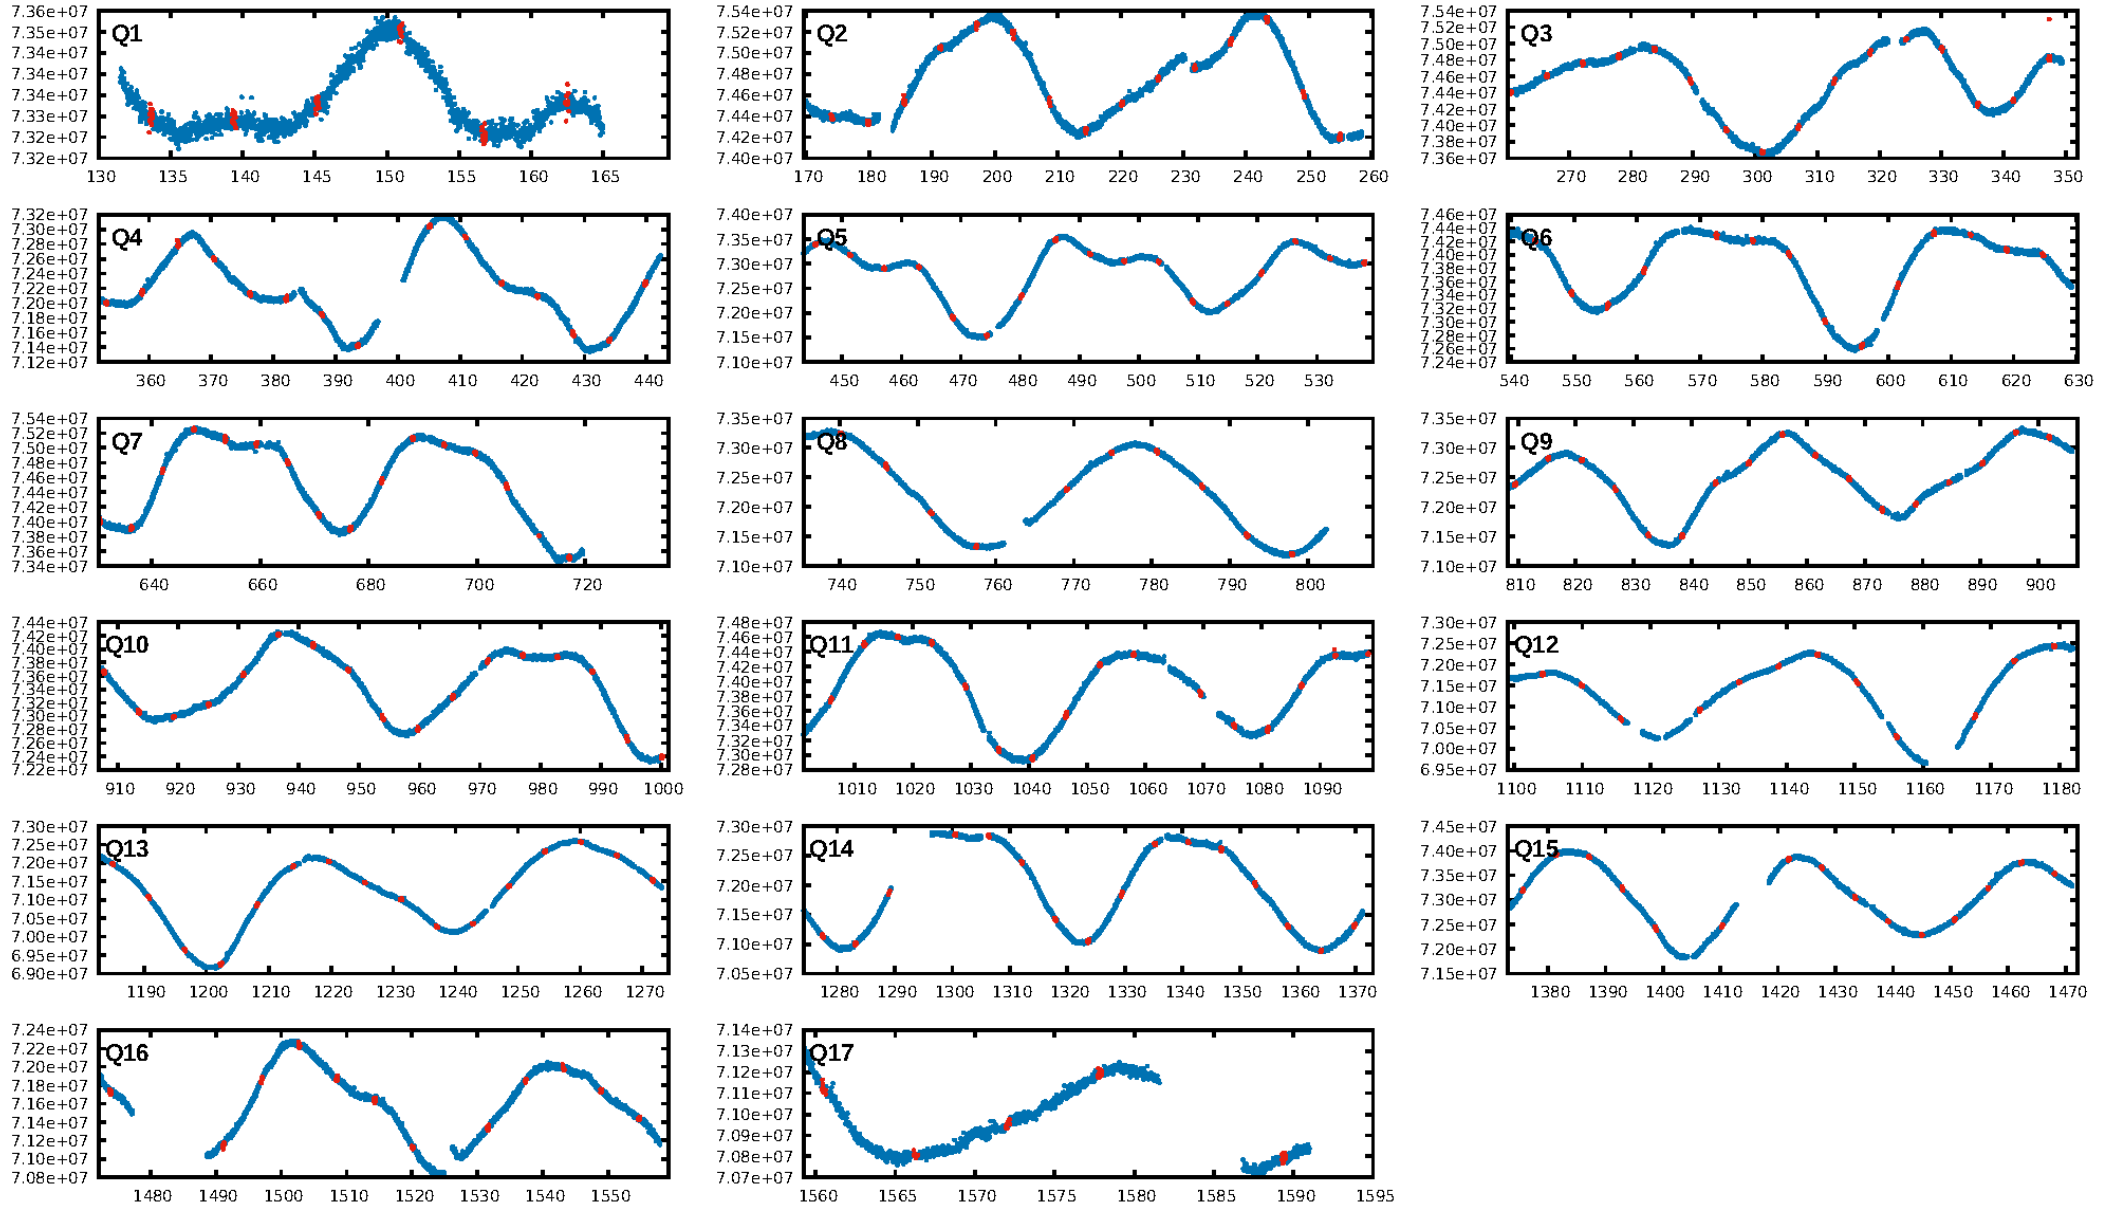 7.36e+07
7.35e+07
7.34e+07
7.34e+07
7.33e+07
7.33e+07
7.32e+07
7.32e+07
Q1
130 135 140 145 150 155 160 165
7.54e+07
7.52e+07
7.50e+07
7.48e+07
7.46e+07
7.44e+07
7.42e+07
7.40e+07
Q2
170 180 190 200 210 220 230 240 250 260
7.54e+07
7.52e+07
7.50e+07
7.48e+07
7.46e+07
7.44e+07
7.42e+07
7.40e+07
7.38e+07
7.36e+07
Q3
270 280 290 300 310 320 330 340 350
7.32e+07
7.30e+07
7.28e+07
7.26e+07
7.24e+07
7.22e+07
7.20e+07
7.18e+07
7.16e+07
7.14e+07
7.12e+07
Q4
360 370 380 390 400 410 420 430 440
7.40e+07
7.35e+07
7.30e+07
7.25e+07
7.20e+07
7.15e+07
7.10e+07
Q5
450 460 470 480 490 500 510 520 530
7.46e+07
7.44e+07
7.42e+07
7.40e+07
7.38e+07
7.36e+07
7.34e+07
7.32e+07
7.30e+07
7.28e+07
7.26e+07
7.24e+07
Q6
540 550 560 570 580 590 600 610 620 630
7.54e+07
7.52e+07
7.50e+07
7.48e+07
7.46e+07
7.44e+07
7.42e+07
7.40e+07
7.38e+07
7.36e+07
7.34e+07
Q7
640 660 680 700 720
7.35e+07
7.30e+07
7.25e+07
7.20e+07
7.15e+07
7.10e+07
Q8
740 750 760 770 780 790 800
7.35e+07
7.30e+07
7.25e+07
7.20e+07
7.15e+07
7.10e+07
Q9
810 820 830 840 850 860 870 880 890 900
7.44e+07
7.42e+07
7.40e+07
7.38e+07
7.36e+07
7.34e+07
7.32e+07
7.30e+07
7.28e+07
7.26e+07
7.24e+07
7.22e+07
Q10
910 920 930 940 950 960 970 980 990 1000
7.48e+07
7.46e+07
7.44e+07
7.42e+07
7.40e+07
7.38e+07
7.36e+07
7.34e+07
7.32e+07
7.30e+07
7.28e+07
Q11
1010 1020 1030 1040 1050 1060 1070 1080 1090
7.30e+07
7.25e+07
7.20e+07
7.15e+07
7.10e+07
7.05e+07
7.00e+07
6.95e+07
Q12
1100 1110 1120 1130 1140 1150 1160 1170 1180
7.30e+07
7.25e+07
7.20e+07
7.15e+07
7.10e+07
7.05e+07
7.00e+07
6.95e+07
6.90e+07
Q13
1190 1200 1210 1220 1230 1240 1250 1260 1270
7.30e+07
7.25e+07
7.20e+07
7.15e+07
7.10e+07
7.05e+07
Q14
1280 1290 1300 1310 1320 1330 1340 1350 1360 1370
7.45e+07
7.40e+07
7.35e+07
7.30e+07
7.25e+07
7.20e+07
7.15e+07
Q15
1380 1390 1400 1410 1420 1430 1440 1450 1460 1470
7.24e+07
7.22e+07
7.20e+07
7.18e+07
7.16e+07
7.14e+07
7.12e+07
7.10e+07
7.08e+07
Q16
1480 1490 1500 1510 1520 1530 1540 1550
7.14e+07
7.13e+07
7.12e+07
7.11e+07
7.10e+07
7.09e+07
7.08e+07
7.07e+07
Q17
1560 1565 1570 1575 1580 1585 1590 1595